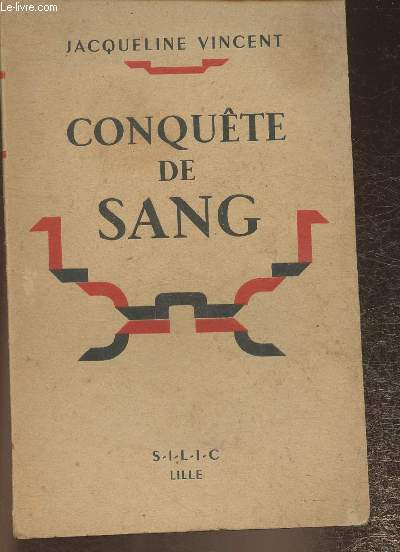 © Le-livre.com
JACQUELINE VINCENT
CONQUÊTE
DE
SANG
S·I·L·I·C
LILLE